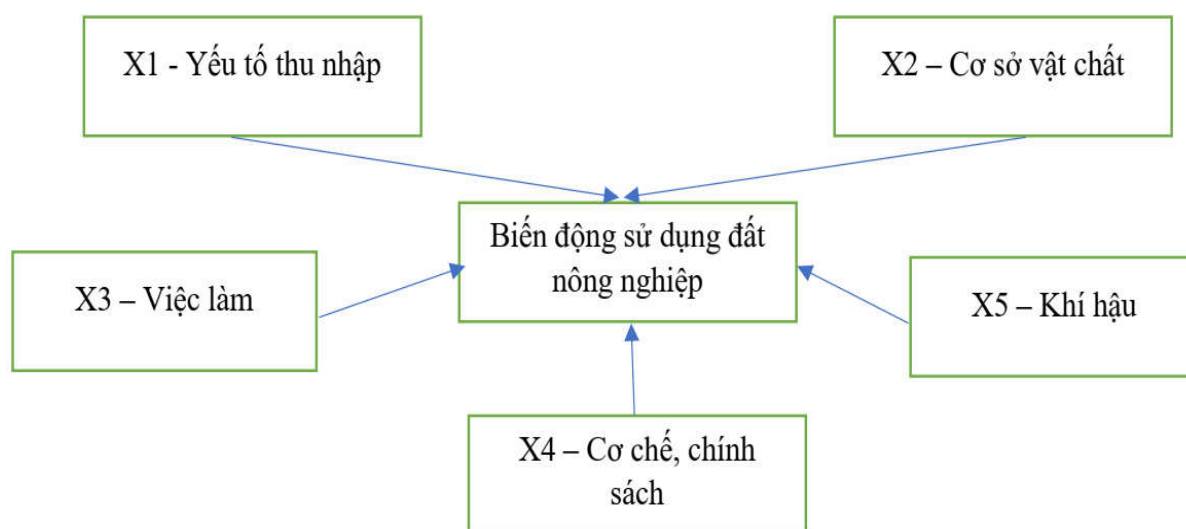 X1 - Yếu tố thu nhập
X2 – Cơ sở vật chất
Biến động sử dụng đất
nông nghiệp
X3 – Việc làm
X5 – Khí hậu
X4 – Cơ chế, chính
sách